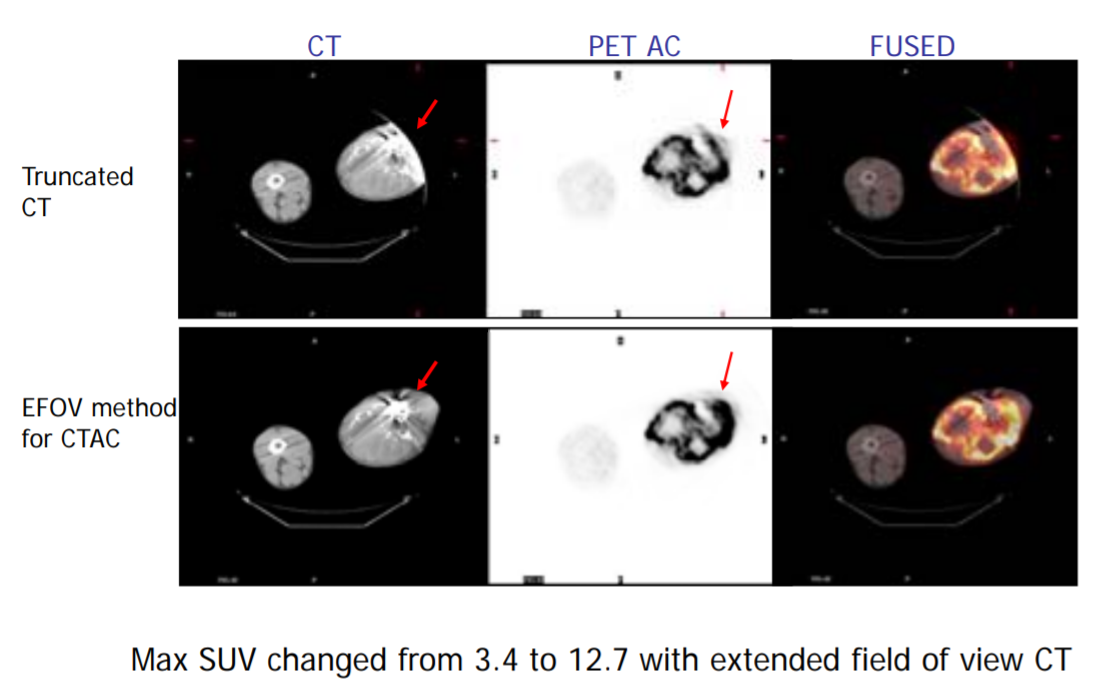 CT
PET AC
FUSED
Truncated
CT
EFOV method
for CTAC
Max SUV changed from 3.4 to 12.7 with extended field of view CT